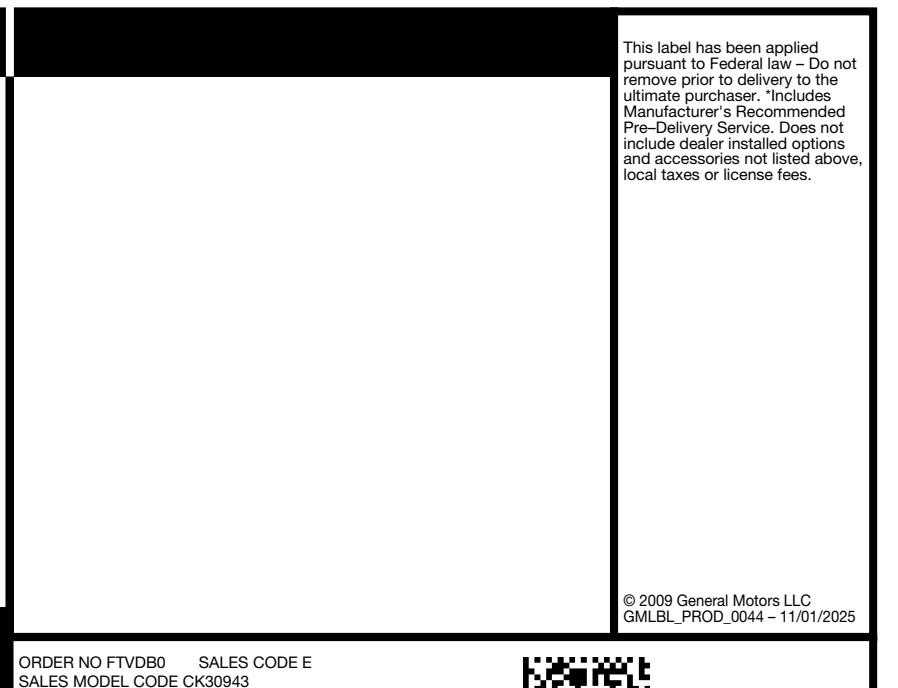 This label has been applied
pursuant to Federal law – Do not
remove prior to delivery to the
ultimate purchaser. *Includes
Manufacturer's Recommended
Pre–Delivery Service. Does not
include dealer installed options
and accessories not listed above,
local taxes or license fees.
© 2009 General Motors LLC
GMLBL_PROD_0044 – 11/01/2025
ORDER NO FTVDB0 SALES CODE E
SALES MODEL CODE CK30943